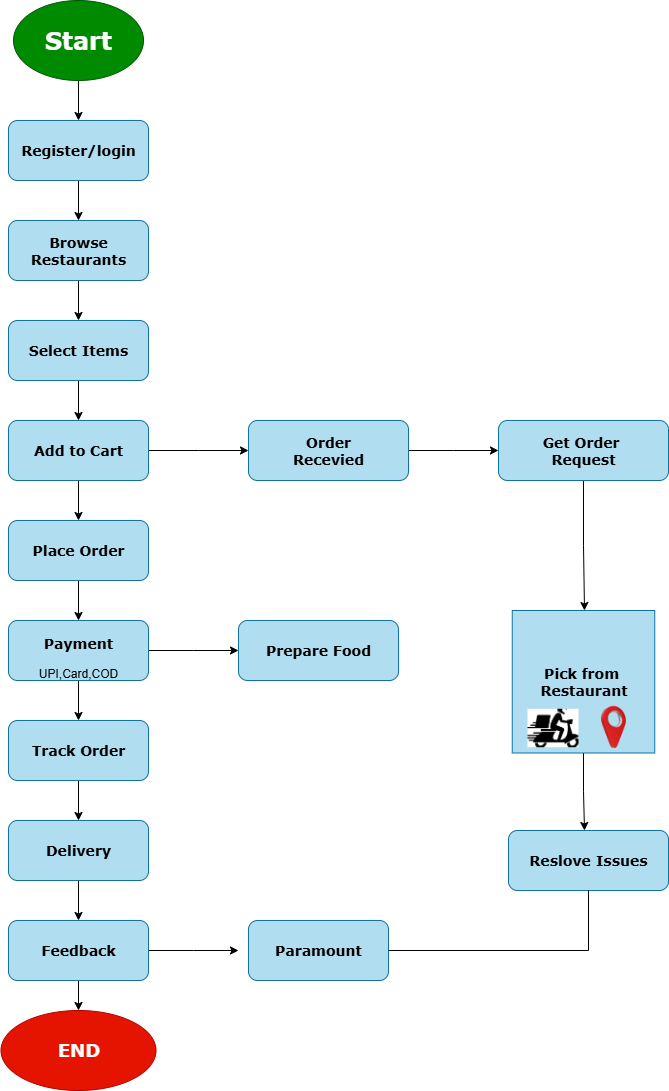 Start
Register/login
Browse
Restaurants
Select Items
Add to Cart
Order
Recevied
Get Order
Request
Place Order
Payment
UPI,Card,COD
Prepare Food
Pick from
Restaurant
Track Order
Delivery
Reslove Issues
Feedback
Paramount
END